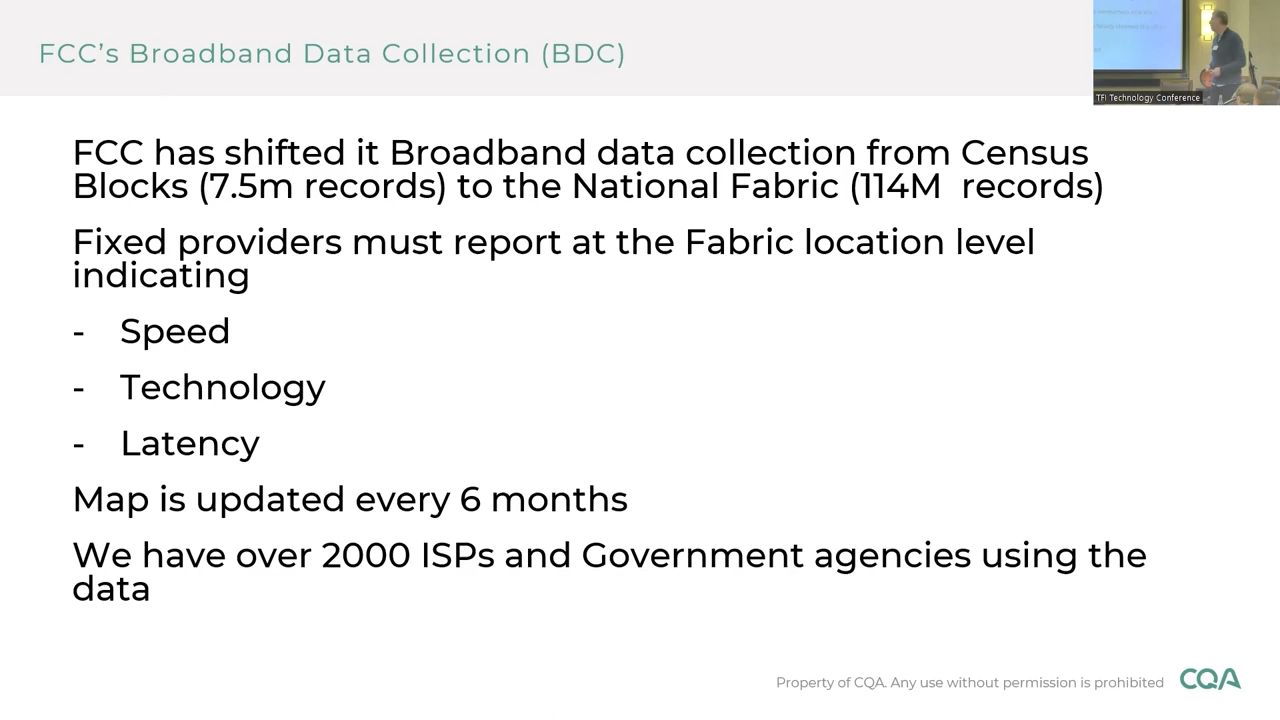 FCC's Broadband Data Collection (BDC)
TFI Technology Conference
FCC has shifted it Broadband data collection from Census
Blocks (7.5m records) to the National Fabric (114M  records)
Fixed providers must report at the Fabric location level
indicating
- Speed
- Technology
- Latency
Map is updated every 6 months
We have over 2000 ISPs and Government agencies using the
data
Property of CQA. Any use without permission is prohibited
CQA